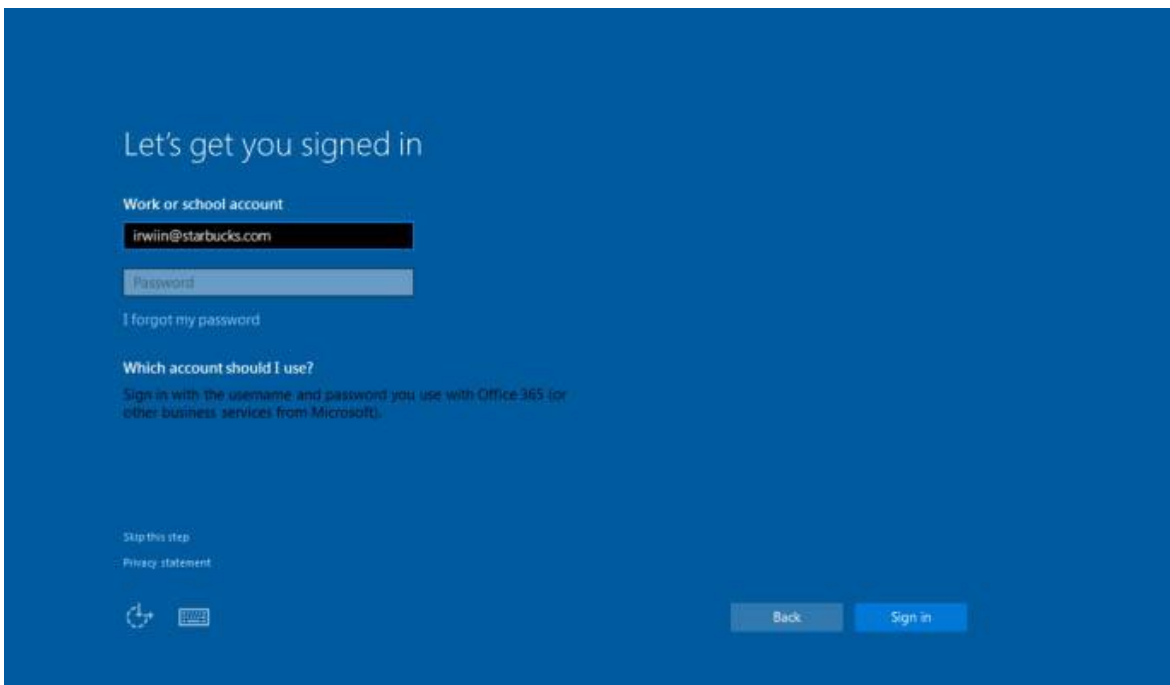 Let's get you signed in
Work or school account
irwiin@starbucks.com
Password
I forgot my password
Which account should I use?
Sign in with the username and password you use with Office 365 (or
other business services from Microsoft).
Skip this step
Privacy statement
Back
Sign in